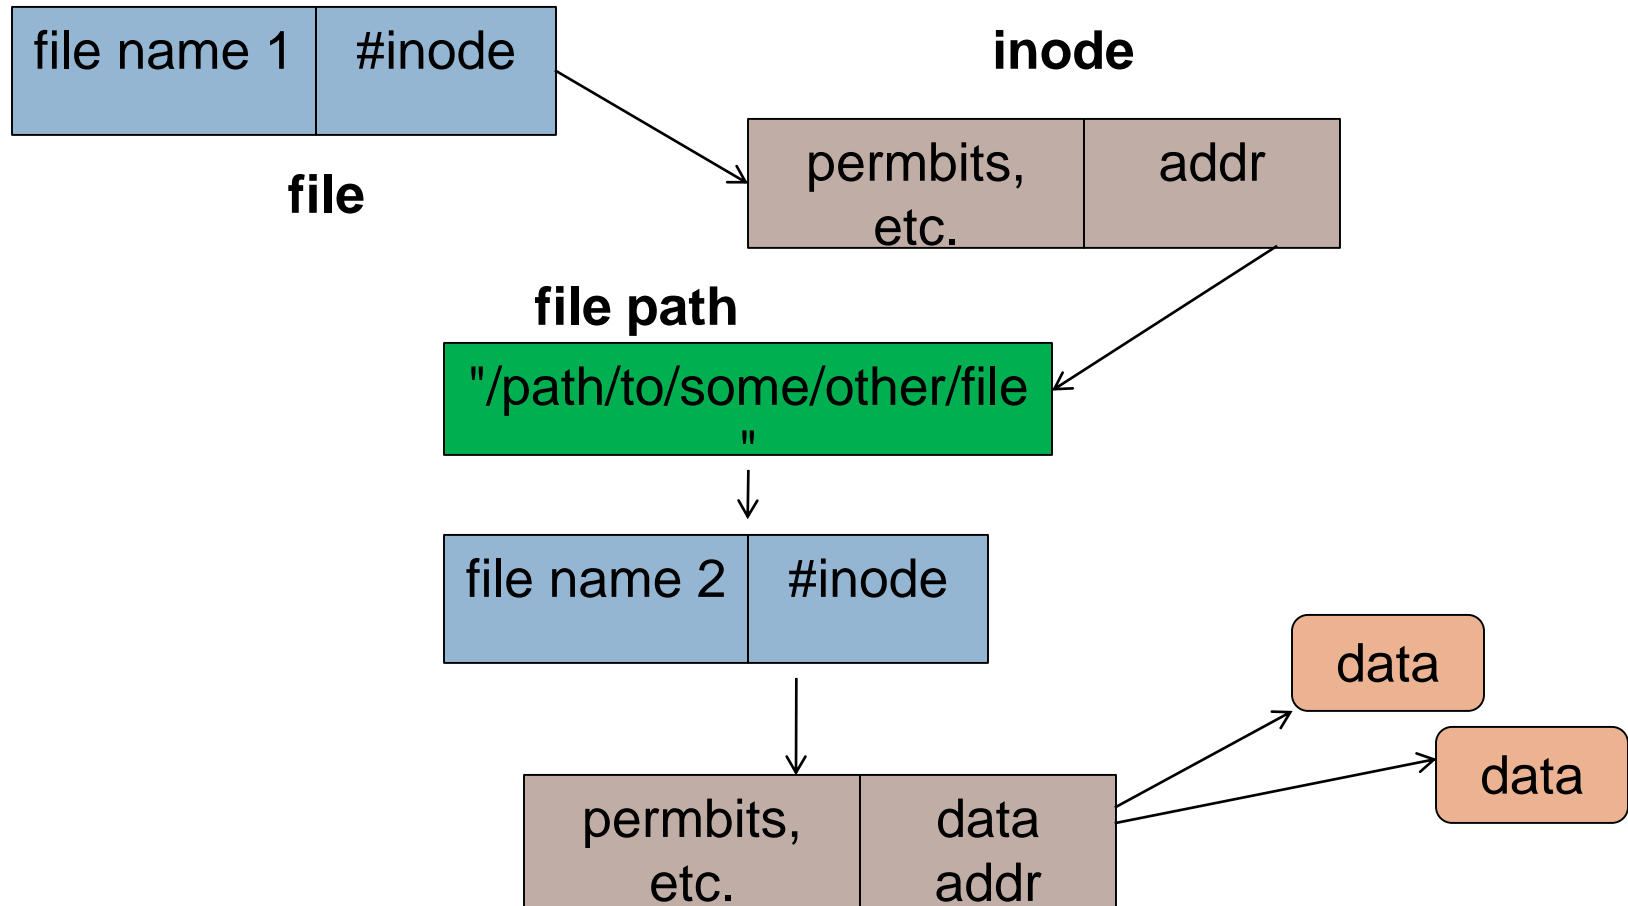 file name 1 #inode
inode
permbits, addr
etc.
file
file path
"/path/to/some/other/file
"
file name 2 #inode
data
data
permbits, data
etc. addr